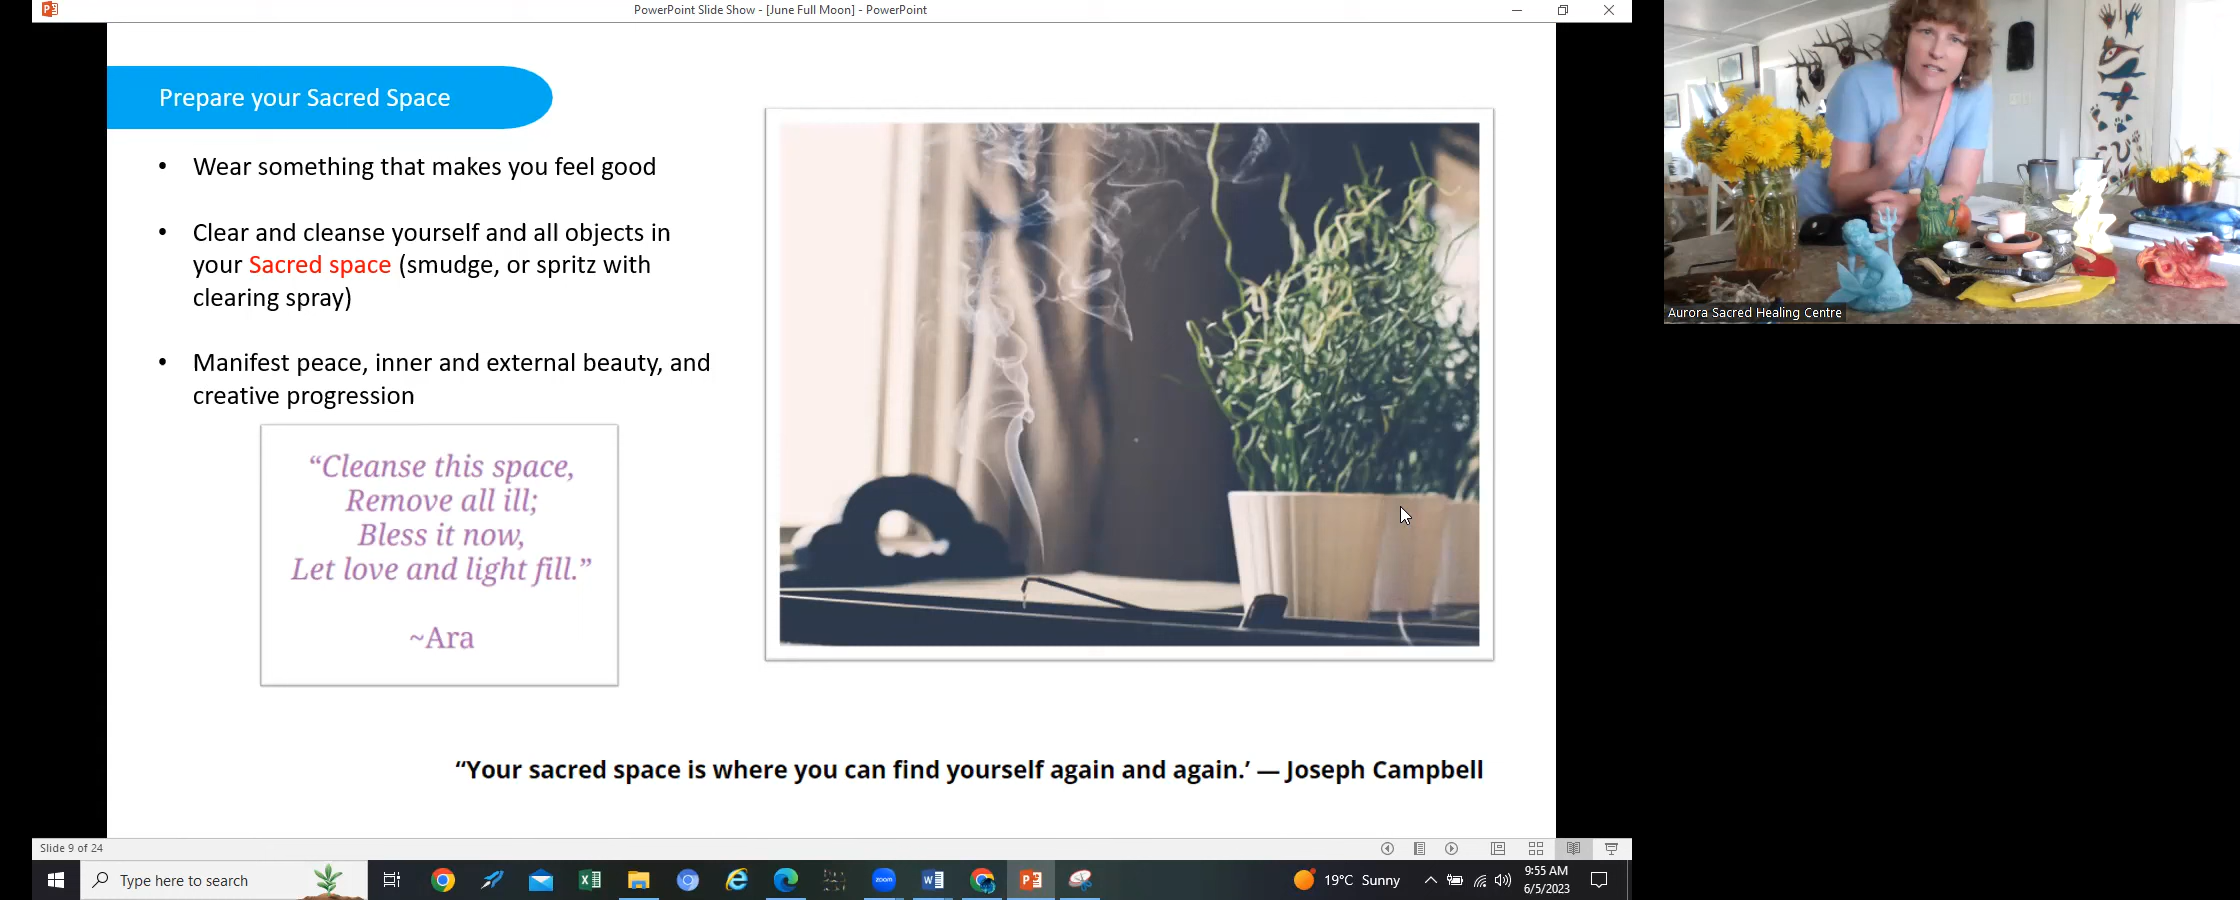 PowerPoint Slide Show - [June Full Moon] - PowerPoint
Prepare your Sacred Space
• Wear something that makes you feel good
• Clear and cleanse yourself and all objects in
your Sacred space (smudge, or spritz with
clearing spray)
• Manifest peace, inner and external beauty, and
creative progression
“Cleanse this space,
Remove all ill;
Bless it now,
Let love and light fill.”
~Ara
“Your sacred space is where you can find yourself again and again.’ — Joseph Campbell
Aurora Sacred Healing Centre
Slide 9 of 24
Type here to search
zoom
19°C Sunny
9:55 AM
6/5/2023